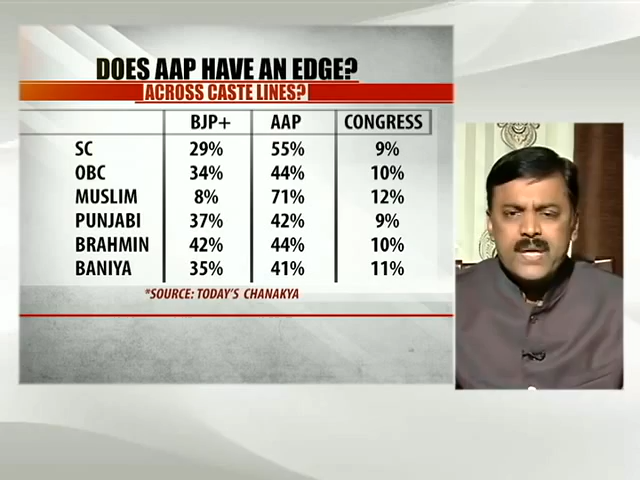 DOES AAP HAVE AN EDGE?
ACROSS CASTE LINES?
BJP+ AAP CONGRESS
SC 29% 55% 9%
OBC 34% 44% 10%
MUSLIM 8% 71% 12%
PUNJABI 37% 42% 9%
BRAHMIN 42% 44% 10%
BANIYA 35% 41% 11%
*SOURCE: TODAY'S CHANAKYA